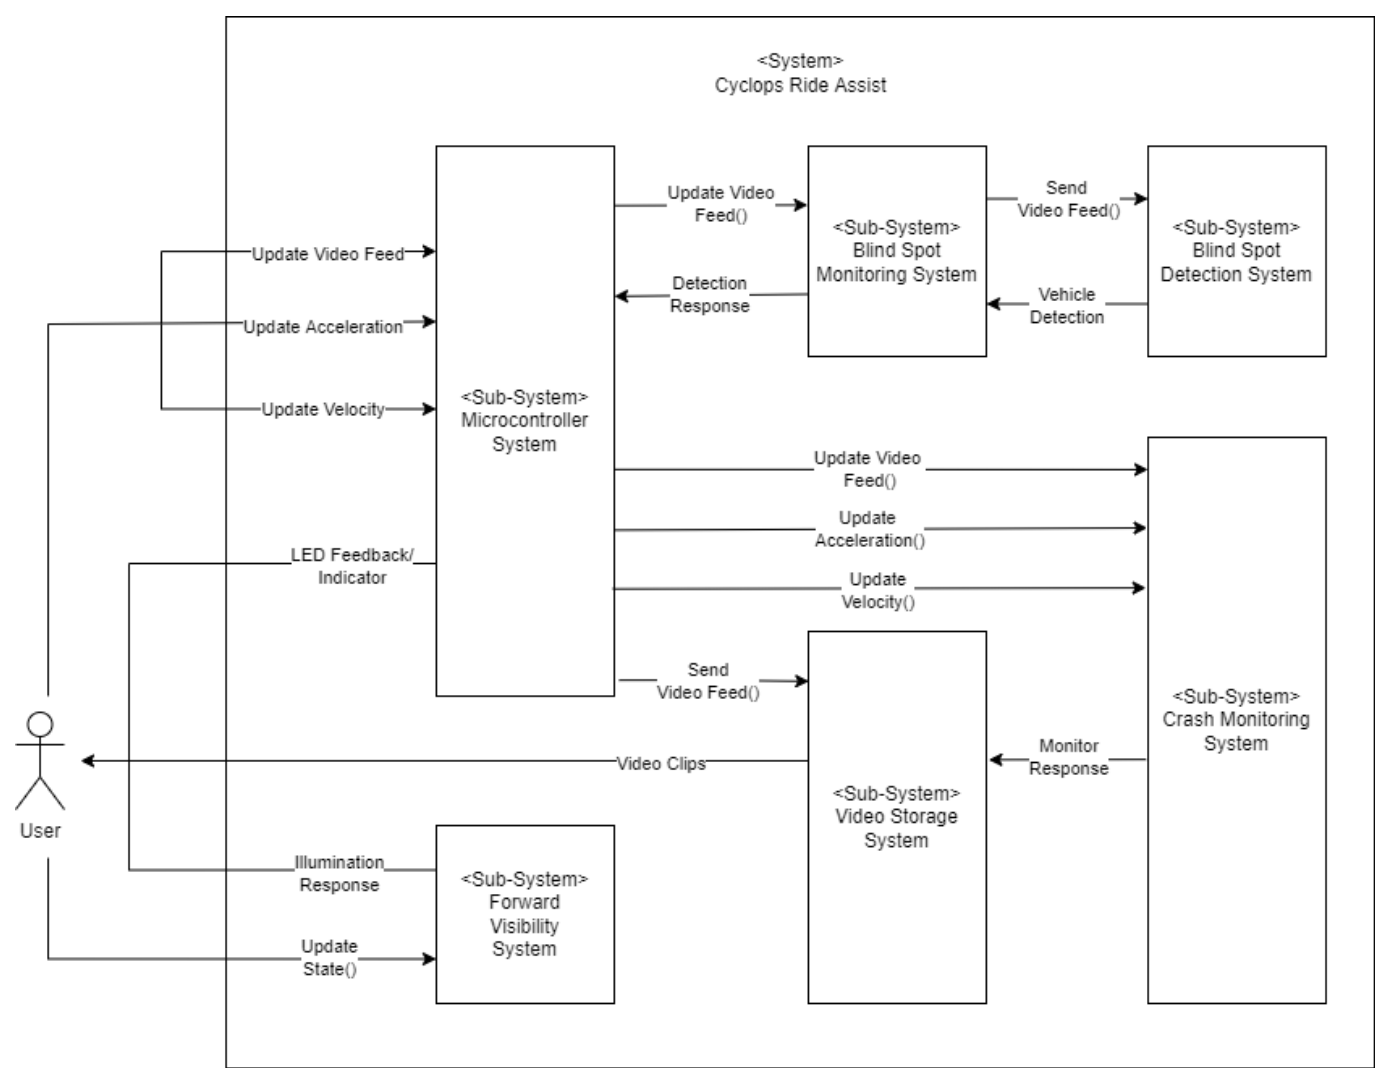 <System>
Cyclops Ride Assist
Update Video
Feed()
Send
Video Feed()
<Sub-System>
Blind Spot
Monitoring System
<Sub-System>
Blind Spot
Detection System
Update Video Feed
Detection
Response
Vehicle
Detection
Update Acceleration
Update Velocity
<Sub-System>
Microcontroller
System
Update Video
Feed()
Update
Acceleration()
Update
Velocity()
LED Feedback/
Indicator
Send
Video Feed()
<Sub-System>
Crash Monitoring
System
Monitor
Response
Video Clips
<Sub-System>
Video Storage
System
User
Illumination
Response
<Sub-System>
Forward
Visibility
System
Update
State()